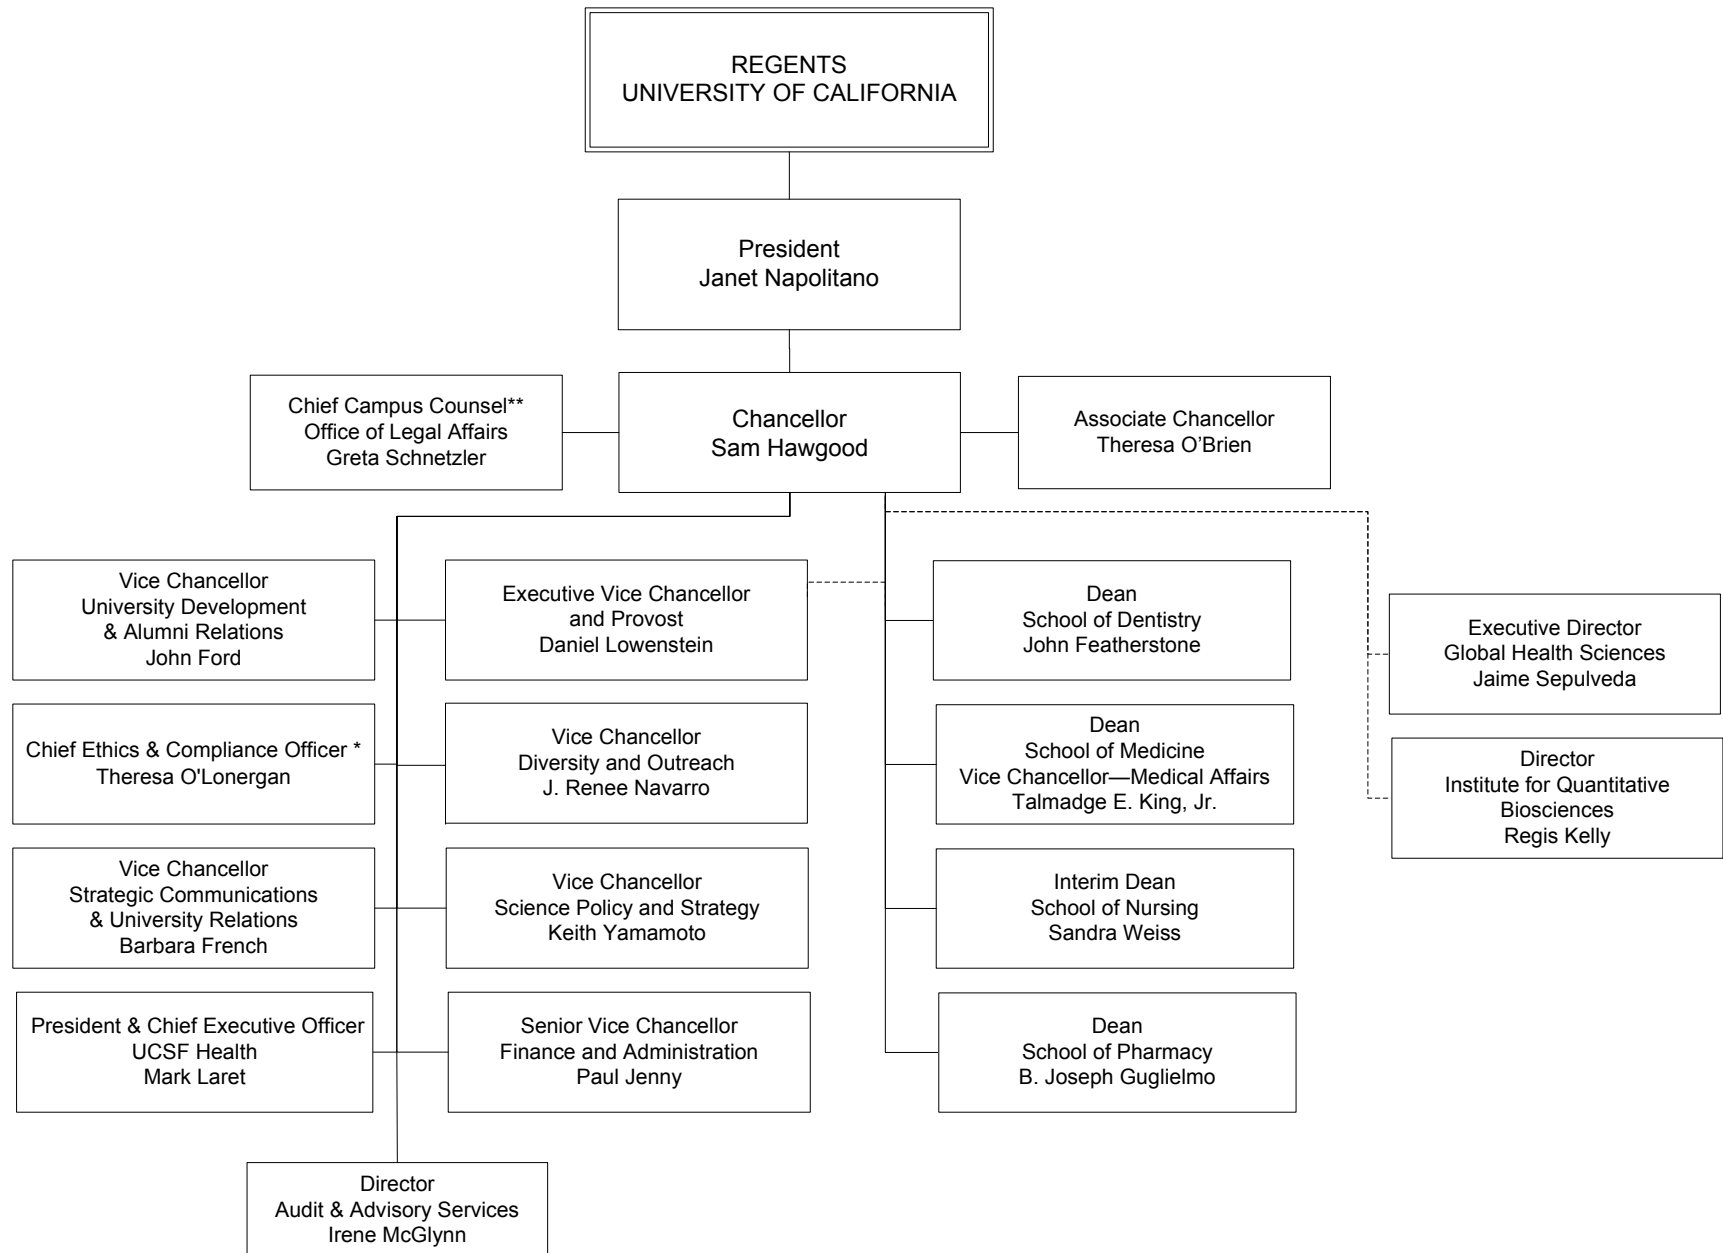 REGENTS
UNIVERSITY OF CALIFORNIA
President
Janet Napolitano
Chief Campus Counsel**
Office of Legal Affairs
Greta Schnetzler
Chancellor
Sam Hawgood
Associate Chancellor
Theresa O’Brien
Vice Chancellor
University Development
& Alumni Relations
John Ford
Executive Vice Chancellor
and Provost
Daniel Lowenstein
Dean
School of Dentistry
John Featherstone
Executive Director
Global Health Sciences
Jaime Sepulveda
Chief Ethics & Compliance Officer *
Theresa O'Lonergan
Vice Chancellor
Diversity and Outreach
J. Renee Navarro
Dean
School of Medicine
Vice Chancellor—Medical Affairs
Talmadge E. King, Jr.
Director
Institute for Quantitative
Biosciences
Regis Kelly
Vice Chancellor
Strategic Communications
& University Relations
Barbara French
Vice Chancellor
Science Policy and Strategy
Keith Yamamoto
Interim Dean
School of Nursing
Sandra Weiss
President & Chief Executive Officer
UCSF Health
Mark Laret
Senior Vice Chancellor
Finance and Administration
Paul Jenny
Dean
School of Pharmacy
B. Joseph Guglielmo
Director
Audit & Advisory Services
Irene McGlynn